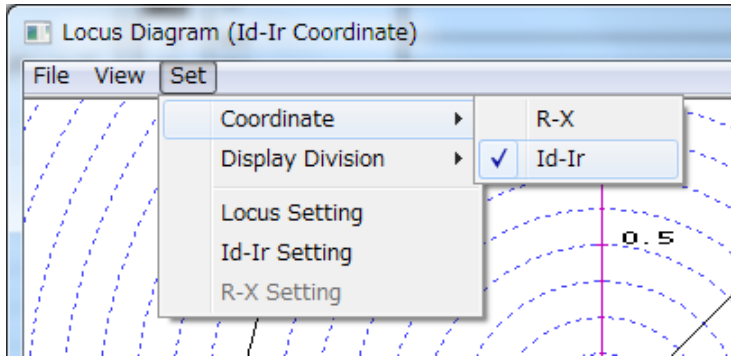 Locus Diagram (Id-Ir Coordinate)
File View Set
Coordinate
R-X
Display Division
✓ Id-Ir
Locus Setting
Id-Ir Setting
R-X Setting
0.5